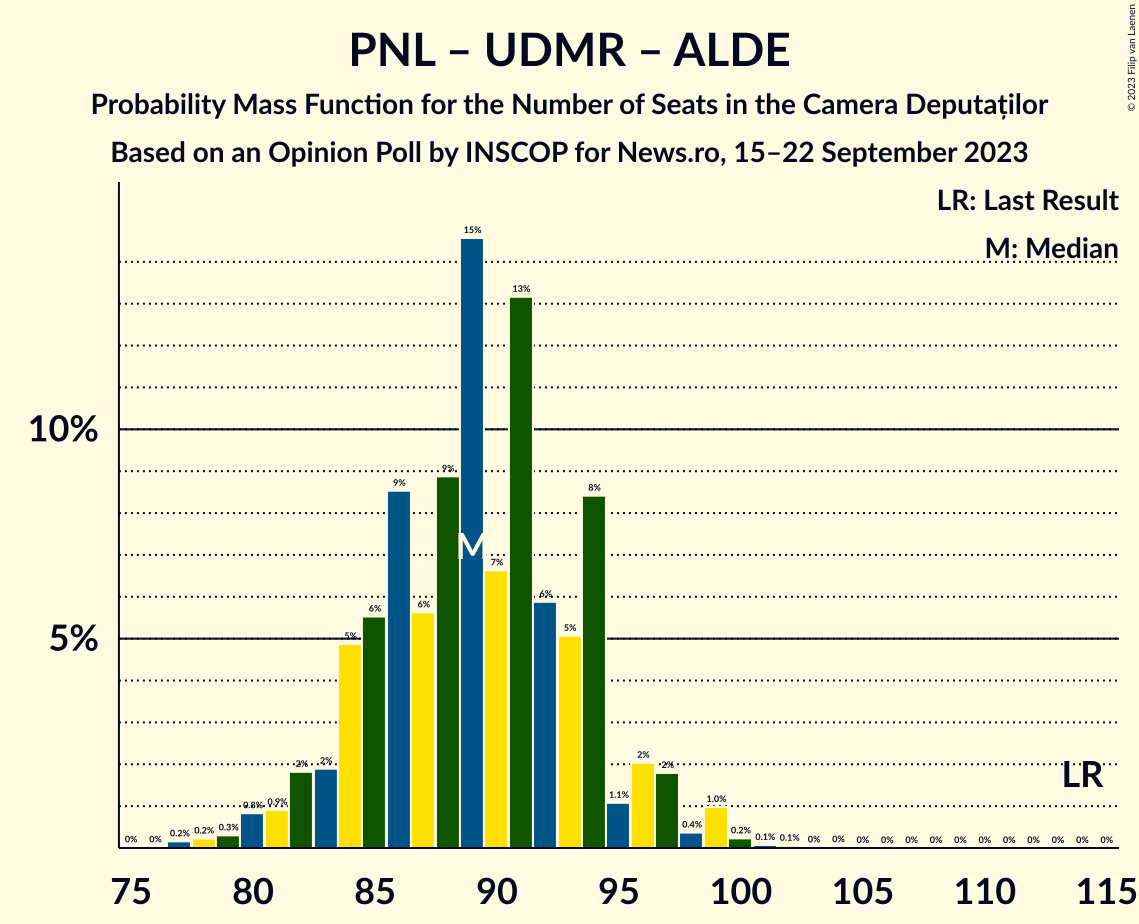 PNL – UDMR – ALDE
Probability Mass Function for the Number of Seats in the Camera Deputaților
Based on an Opinion Poll by INSCOP for News.ro, 15–22 September 2023
© 2023 Filip van Laenen
LR: Last Result
M: Median
10%
5%
0% 0% 0.2% 0.2% 0.3% 0.8% 0.9% 2% 2% 5% 6% 9% 6% 9% 15% 7% 13% 6% 5% 8% 1.1% 2% 2% 0.4% 1.0% 0.2% 0.1% 0.1% 0% 0% 0% 0% 0% 0% 0% 0% 0% 0% 0% 0% 0%
M
LR
75 80 85 90 95 100 105 110 115